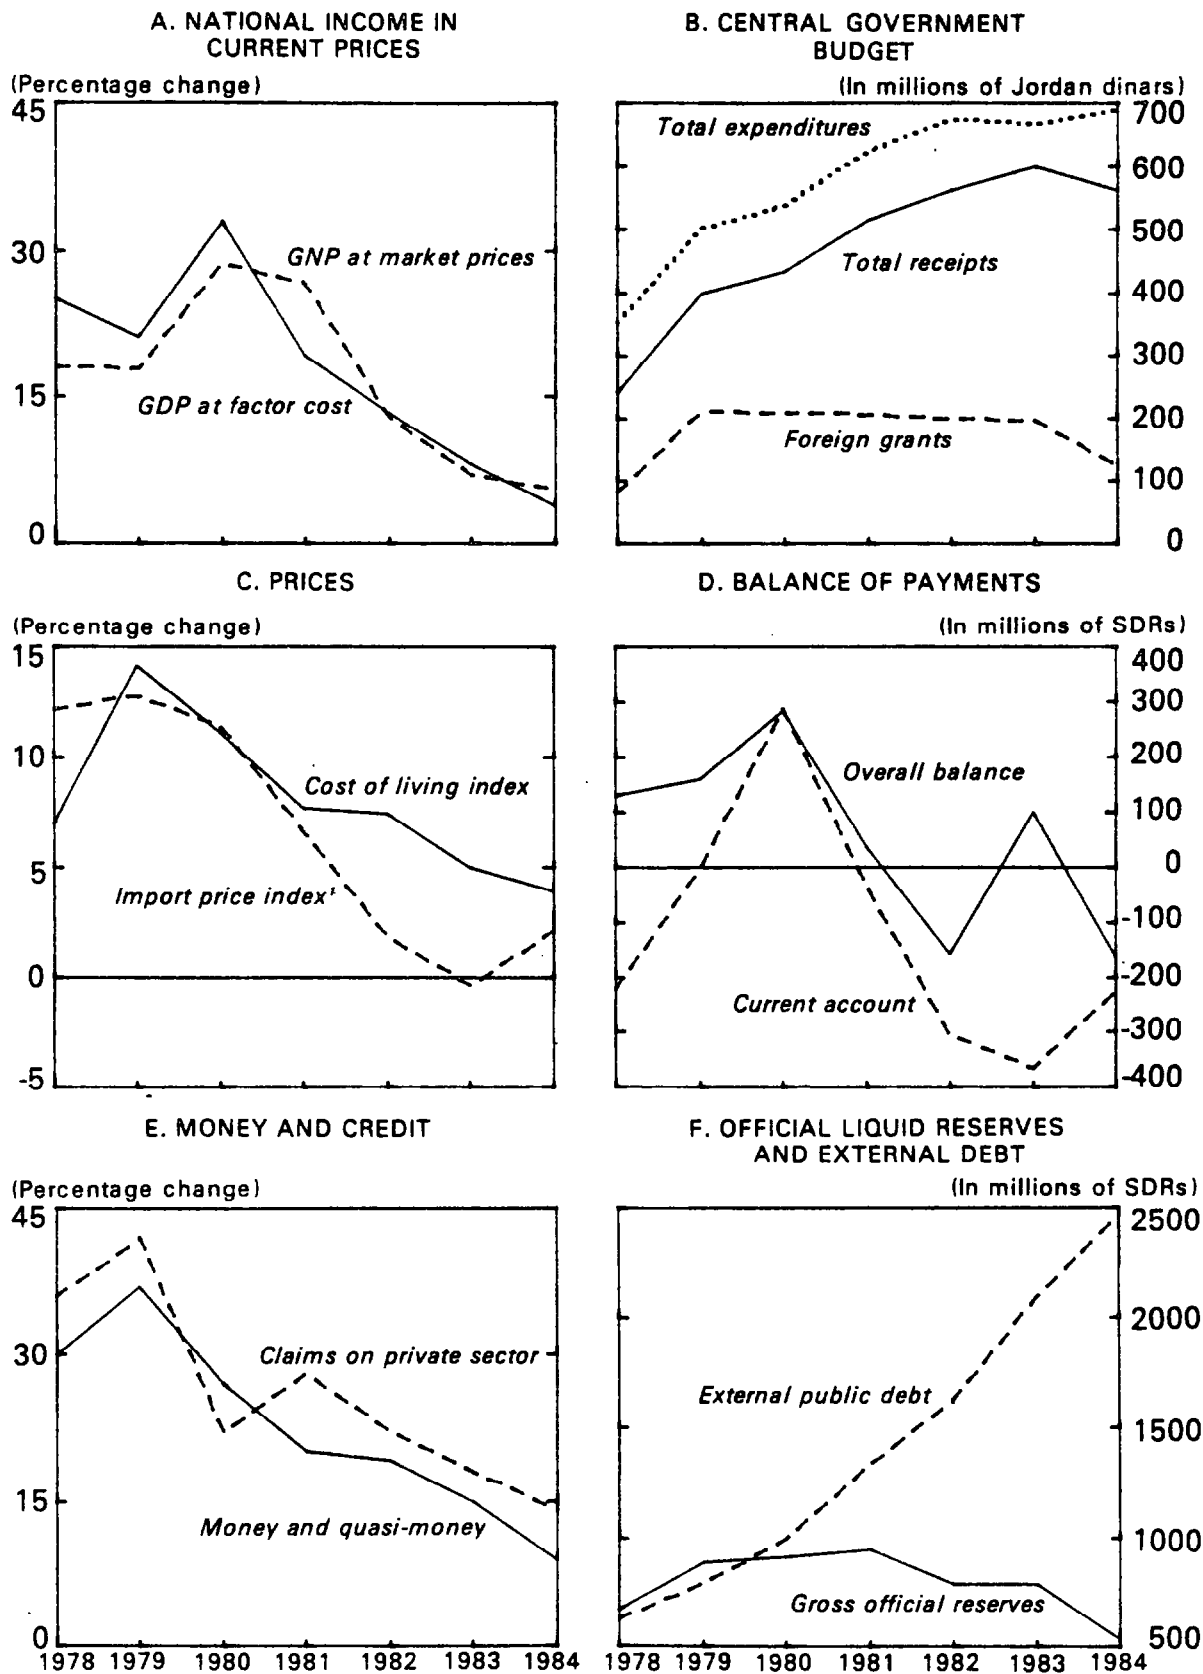 A. NATIONAL INCOME IN
CURRENT PRICES
(Percentage change)
45
30
15
0
GNP at market prices
GDP at factor cost
B. CENTRAL GOVERNMENT
BUDGET
(In millions of Jordan dinars)
700
600
500
400
300
200
100
0
Total expenditures
Total receipts
Foreign grants
C. PRICES
(Percentage change)
15
10
5
0
-5
Cost of living index
Import price index¹
D. BALANCE OF PAYMENTS
(In millions of SDRs)
400
300
200
100
0
-100
-200
-300
-400
Overall balance
Current account
E. MONEY AND CREDIT
(Percentage change)
45
30
15
0
Claims on private sector
Money and quasi-money
1978 1979 1980 1981 1982 1983 1984
F. OFFICIAL LIQUID RESERVES
AND EXTERNAL DEBT
(In millions of SDRs)
2500
2000
1500
1000
500
External public debt
Gross official reserves
1978 1979 1980 1981 1982 1983 1984